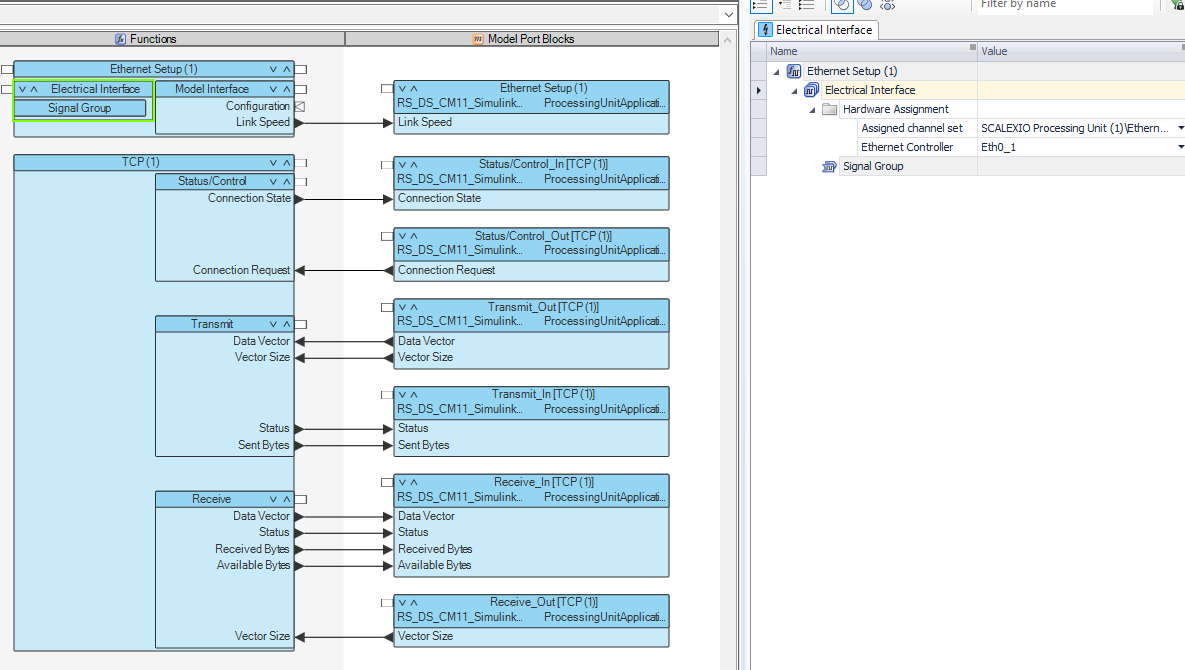 Functions
Model Port Blocks
Ethernet Setup (1)
Electrical Interface
Model Interface
Signal Group
Configuration
Link Speed
Ethernet Setup (1)
RS_DS_CM11_Simulink... ProcessingUnitApplicati...
Link Speed
TCP (1)
Status/Control
Connection State
Connection Request
Status/Control_In [TCP (1)]
RS_DS_CM11_Simulink... ProcessingUnitApplicati...
Connection State
Status/Control_Out [TCP (1)]
RS_DS_CM11_Simulink... ProcessingUnitApplicati...
Connection Request
Transmit
Data Vector
Vector Size
Status
Sent Bytes
Transmit_Out [TCP (1)]
RS_DS_CM11_Simulink... ProcessingUnitApplicati...
Data Vector
Vector Size
Transmit_In [TCP (1)]
RS_DS_CM11_Simulink... ProcessingUnitApplicati...
Status
Sent Bytes
Receive
Data Vector
Status
Received Bytes
Available Bytes
Vector Size
Receive_In [TCP (1)]
RS_DS_CM11_Simulink... ProcessingUnitApplicati...
Data Vector
Status
Received Bytes
Available Bytes
Receive_Out [TCP (1)]
RS_DS_CM11_Simulink... ProcessingUnitApplicati...
Vector Size
Filter by name
Electrical Interface
Name Value
Ethernet Setup (1)
Electrical Interface
Hardware Assignment
Assigned channel set SCALEXIO Processing Unit (1)\Ethern...
Ethernet Controller Eth0_1
Signal Group